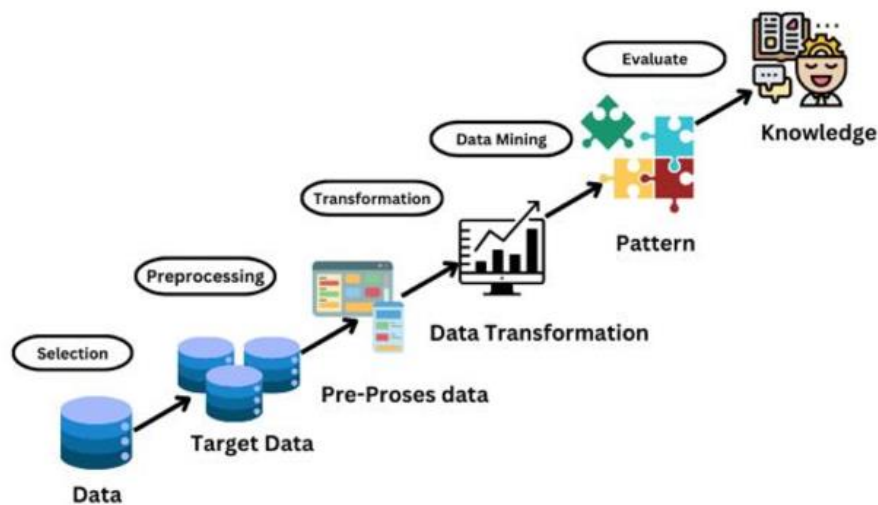 Evaluate
Knowledge
Data Mining
Pattern
Transformation
Data Transformation
Preprocessing
Pre-Proses data
Selection
Target Data
Data